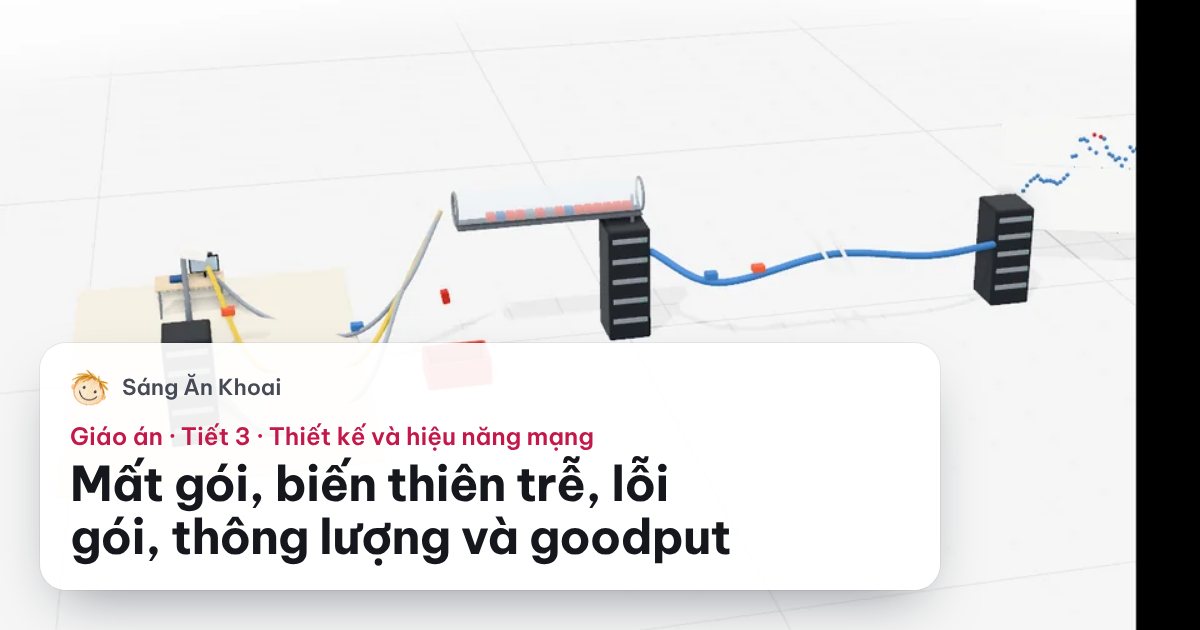 Sáng Ăn Khoai
Giáo án · Tiết 3 · Thiết kế và hiệu năng mạng
Mất gói, biến thiên trễ, lỗi
gói, thông lượng và goodput